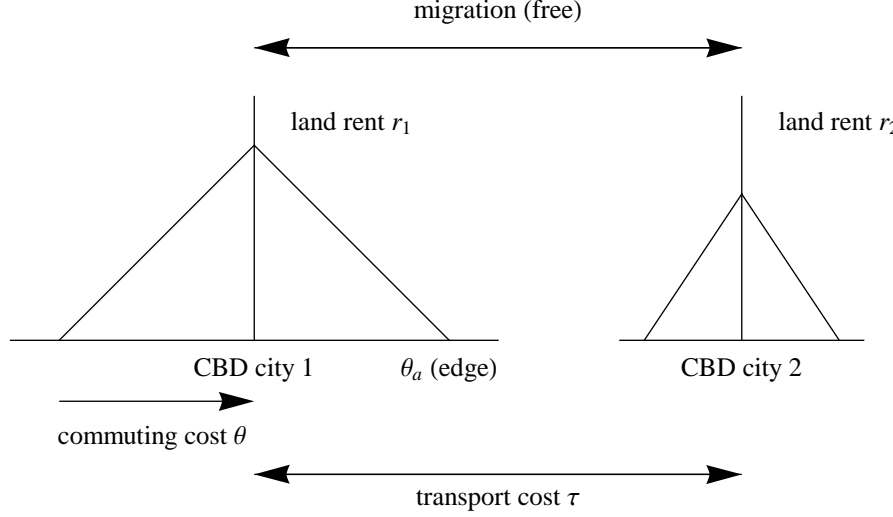 migration (free)
land rent r₁
land rent r₂
CBD city 1
θₐ (edge)
CBD city 2
commuting cost θ
transport cost τ